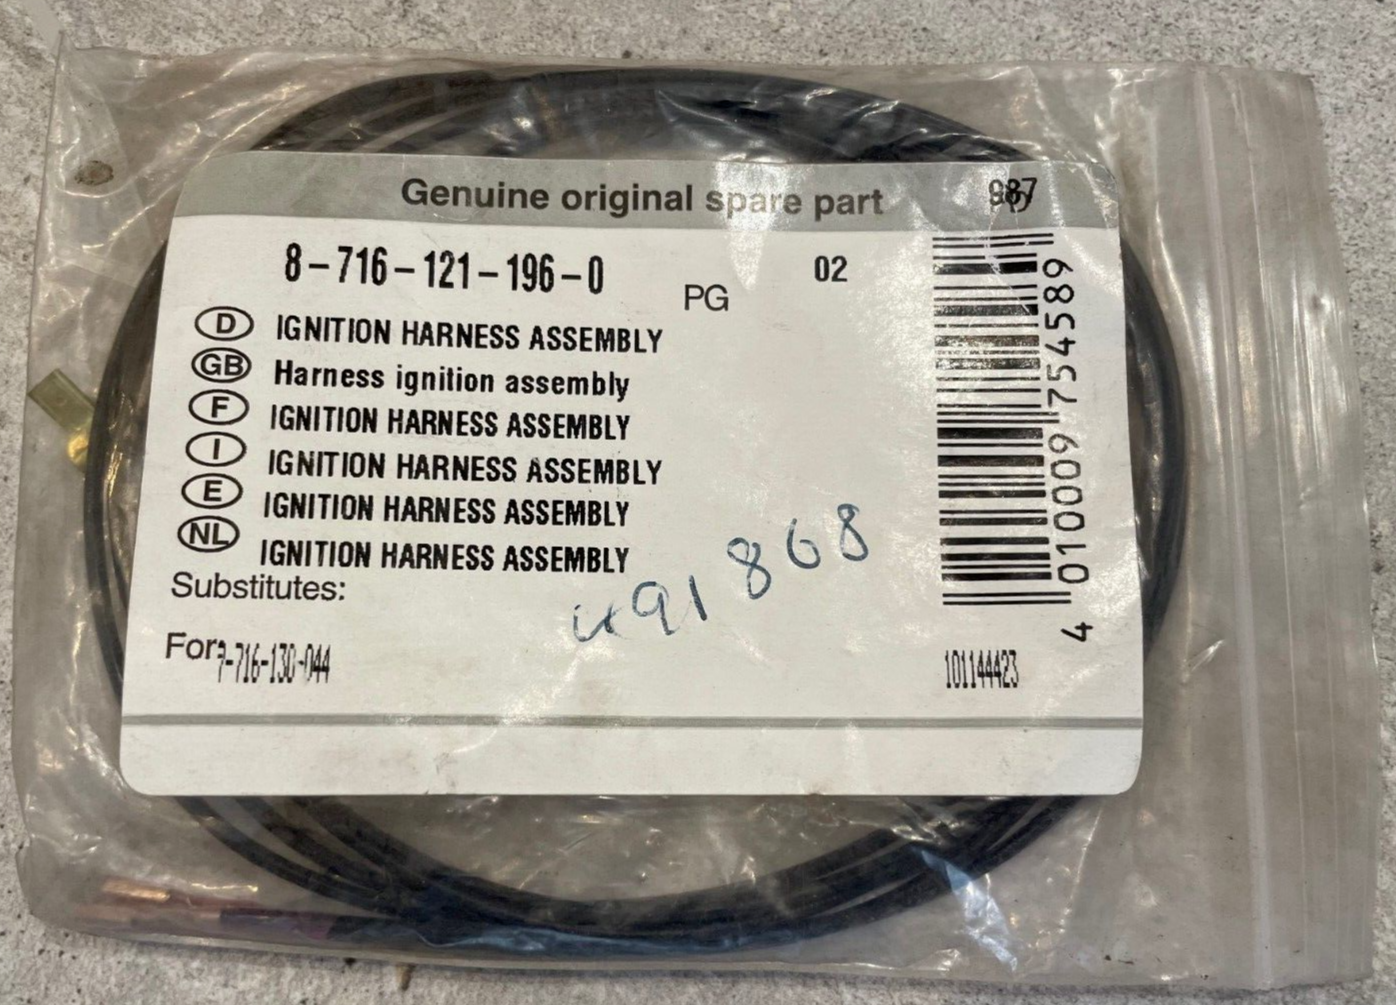 Genuine original spare part 987
8-716-121-196-0
PG
02
D IGNITION HARNESS ASSEMBLY
GB Harness ignition assembly
F IGNITION HARNESS ASSEMBLY
I IGNITION HARNESS ASSEMBLY
E IGNITION HARNESS ASSEMBLY
NL IGNITION HARNESS ASSEMBLY
Substitutes:
For:
-716-130-044
91868
4 010009 754589
101144423